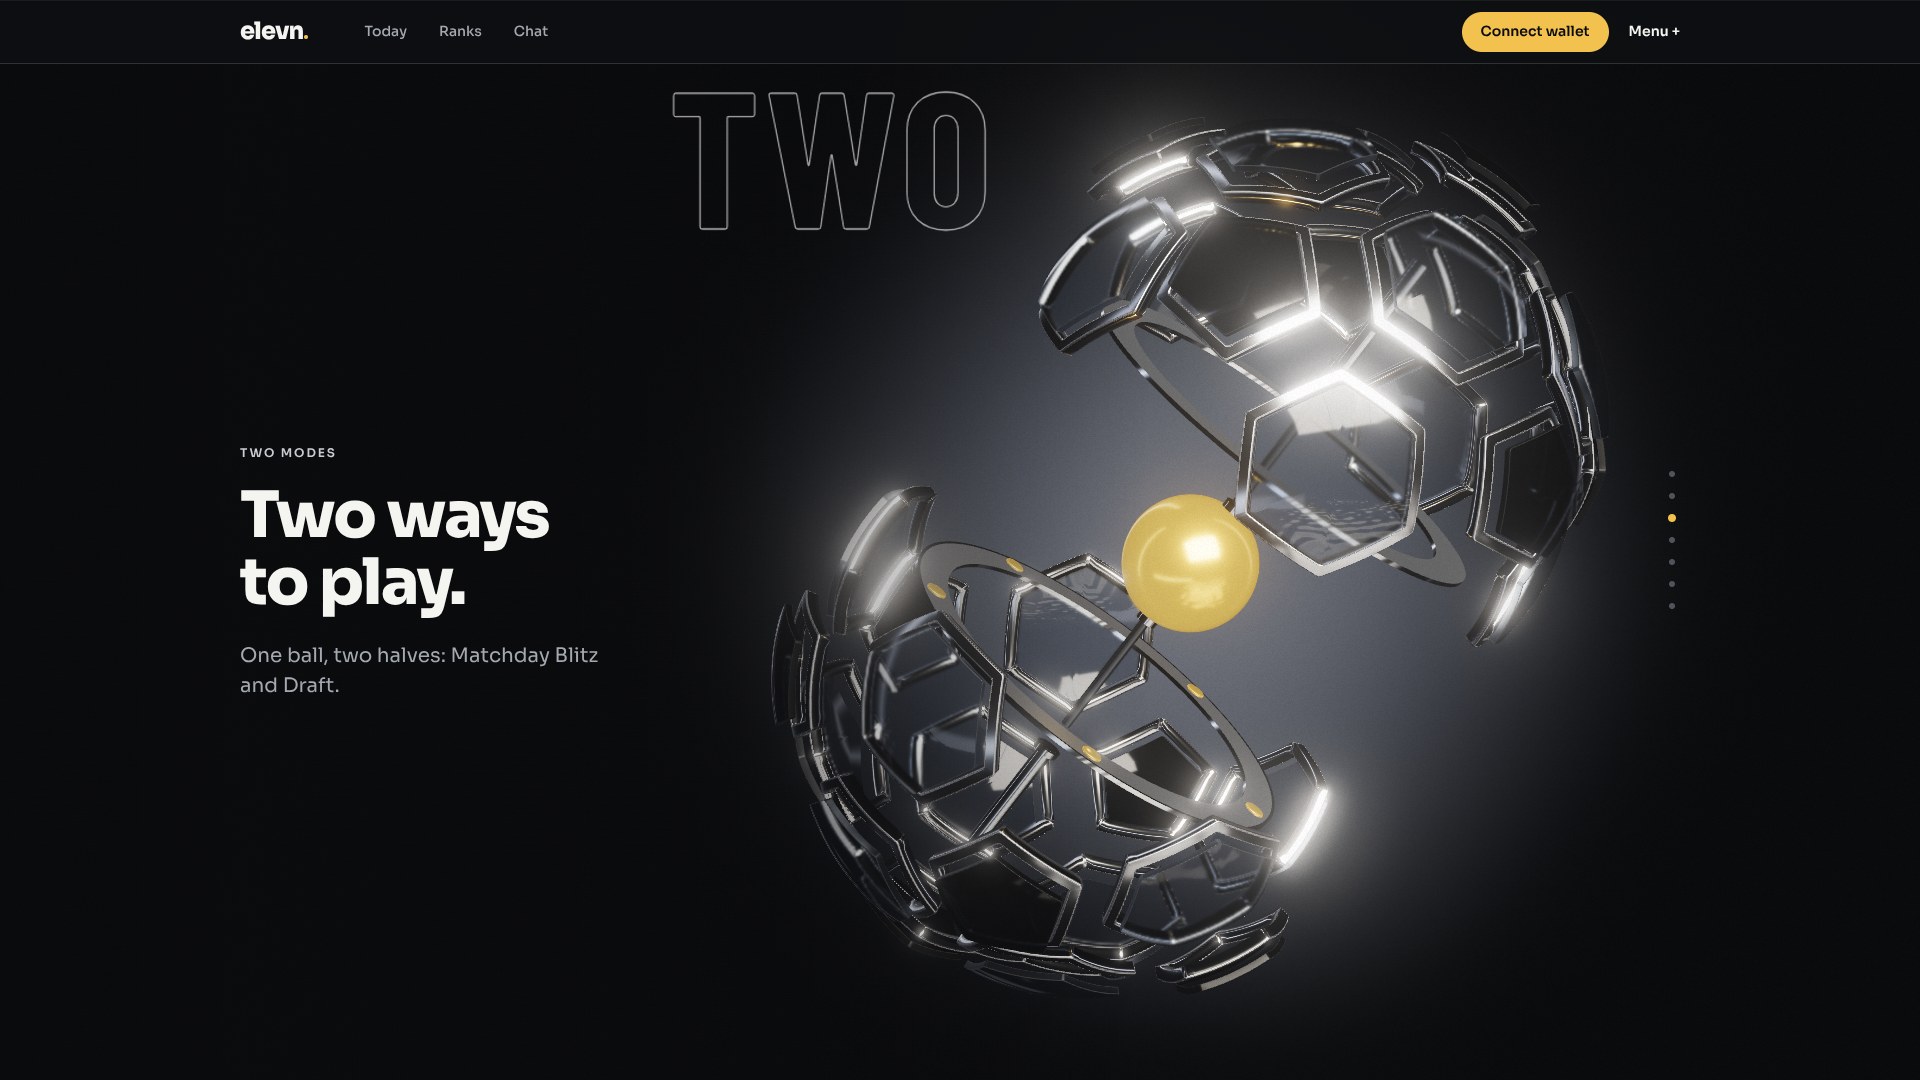 elevn.
Today
Ranks
Chat
Connect wallet
Menu +
TWO
TWO MODES
Two ways
to play.
One ball, two halves: Matchday Blitz
and Draft.